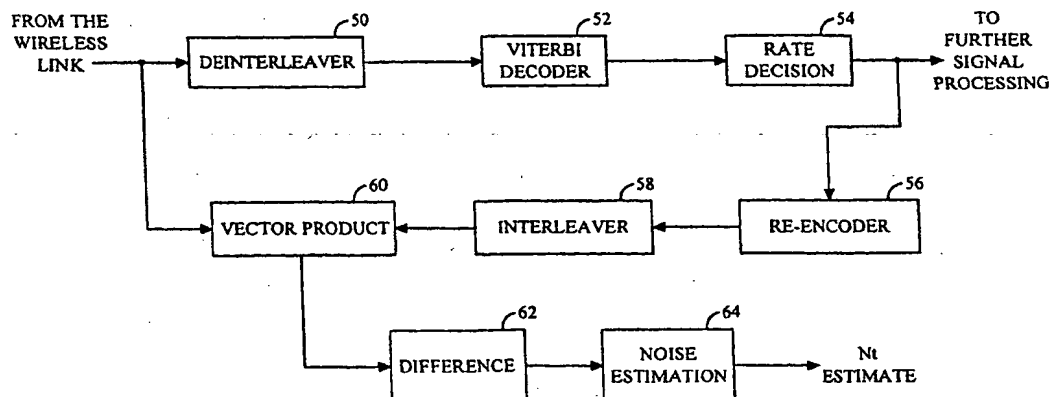 FROM THE
WIRELESS
LINK
50
DEINTERLEAVER
52
VITERBI
DECODER
54
RATE
DECISION
TO
FURTHER
SIGNAL
PROCESSING
60
VECTOR PRODUCT
58
INTERLEAVER
56
RE-ENCODER
62
DIFFERENCE
64
NOISE
ESTIMATION
Nt
ESTIMATE